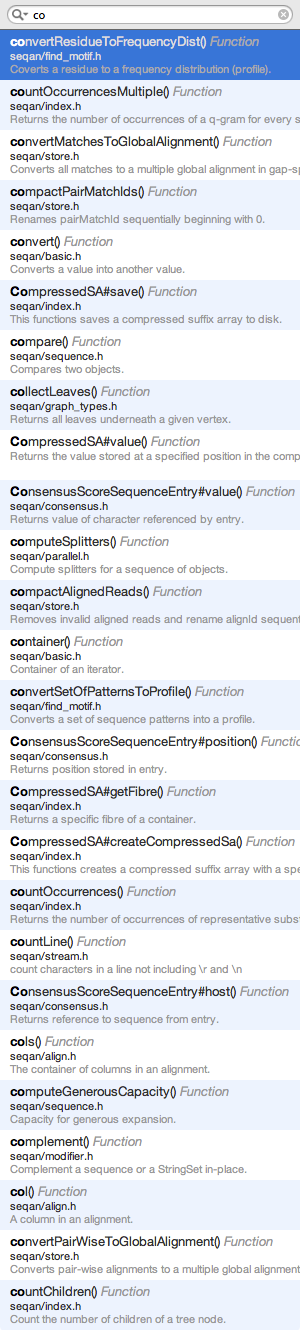 co
convertResidueToFrequencyDist() Function
seqan/find_motif.h
Coverts a residue to a frequency distribution (profile).
countOccurrencesMultiple() Function
seqan/index.h
Returns the number of occurrences of a q-gram for every s
convertMatchesToGlobalAlignment() Function
seqan/store.h
Converts all matches to a multiple global alignment in gap-sp
compactPairMatchIds() Function
seqan/store.h
Renames pairMatchId sequentially beginning with 0.
convert() Function
seqan/basic.h
Converts a value into another value.
CompressedSA#save() Function
seqan/index.h
This functions saves a compressed suffix array to disk.
compare() Function
seqan/sequence.h
Compares two objects.
collectLeaves() Function
seqan/graph_types.h
Returns all leaves underneath a given vertex.
CompressedSA#value() Function
Returns the value stored at a specified position in the comp
ConsensusScoreSequenceEntry#value() Function
seqan/consensus.h
Returns value of character referenced by entry.
computeSplitters() Function
seqan/parallel.h
Compute splitters for a sequence of objects.
compactAlignedReads() Function
seqan/store.h
Removes invalid aligned reads and rename alignId sequent
container() Function
seqan/basic.h
Container of an iterator.
convertSetOfPatternsToProfile() Function
seqan/find_motif.h
Converts a set of sequence patterns into a profile.
ConsensusScoreSequenceEntry#position() Functio
seqan/consensus.h
Returns position stored in entry.
CompressedSA#getFibre() Function
seqan/index.h
Returns a specific fibre of a container.
CompressedSA#createCompressedSa() Function
seqan/index.h
This functions creates a compressed suffix array with a spe
countOccurrences() Function
seqan/index.h
Returns the number of occurrences of representative subs
countLine() Function
seqan/stream.h
count characters in a line not including \r and \n
ConsensusScoreSequenceEntry#host() Function
seqan/consensus.h
Returns reference to sequence from entry.
cols() Function
seqan/align.h
The container of columns in an alignment.
computeGenerousCapacity() Function
seqan/sequence.h
Capacity for generous expansion.
complement() Function
seqan/modifier.h
Complement a sequence or a StringSet in-place.
col() Function
seqan/align.h
A column in an alignment.
convertPairWiseToGlobalAlignment() Function
seqan/store.h
Converts pair-wise alignments to a multiple global alignment
countChildren() Function
seqan/index.h
Count the number of children of a tree node.